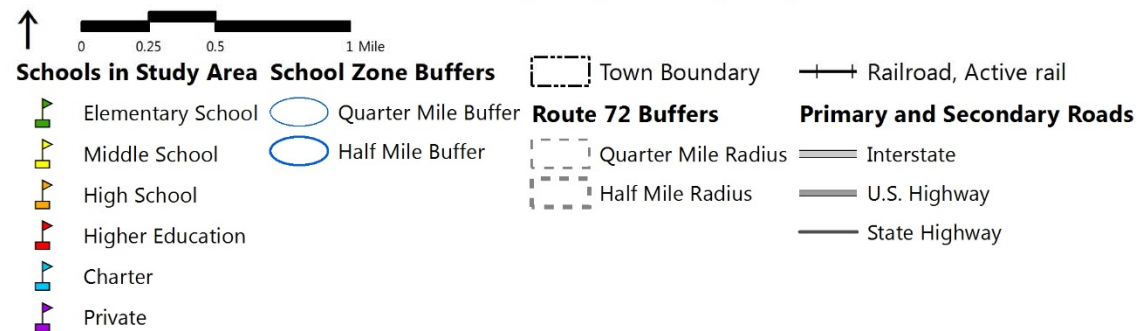 0 0.25 0.5 1 Mile
Schools in Study Area
Elementary School
Middle School
High School
Higher Education
Charter
Private
School Zone Buffers
Quarter Mile Buffer
Half Mile Buffer
Town Boundary
Route 72 Buffers
Quarter Mile Radius
Half Mile Radius
Railroad, Active rail
Primary and Secondary Roads
Interstate
U.S. Highway
State Highway